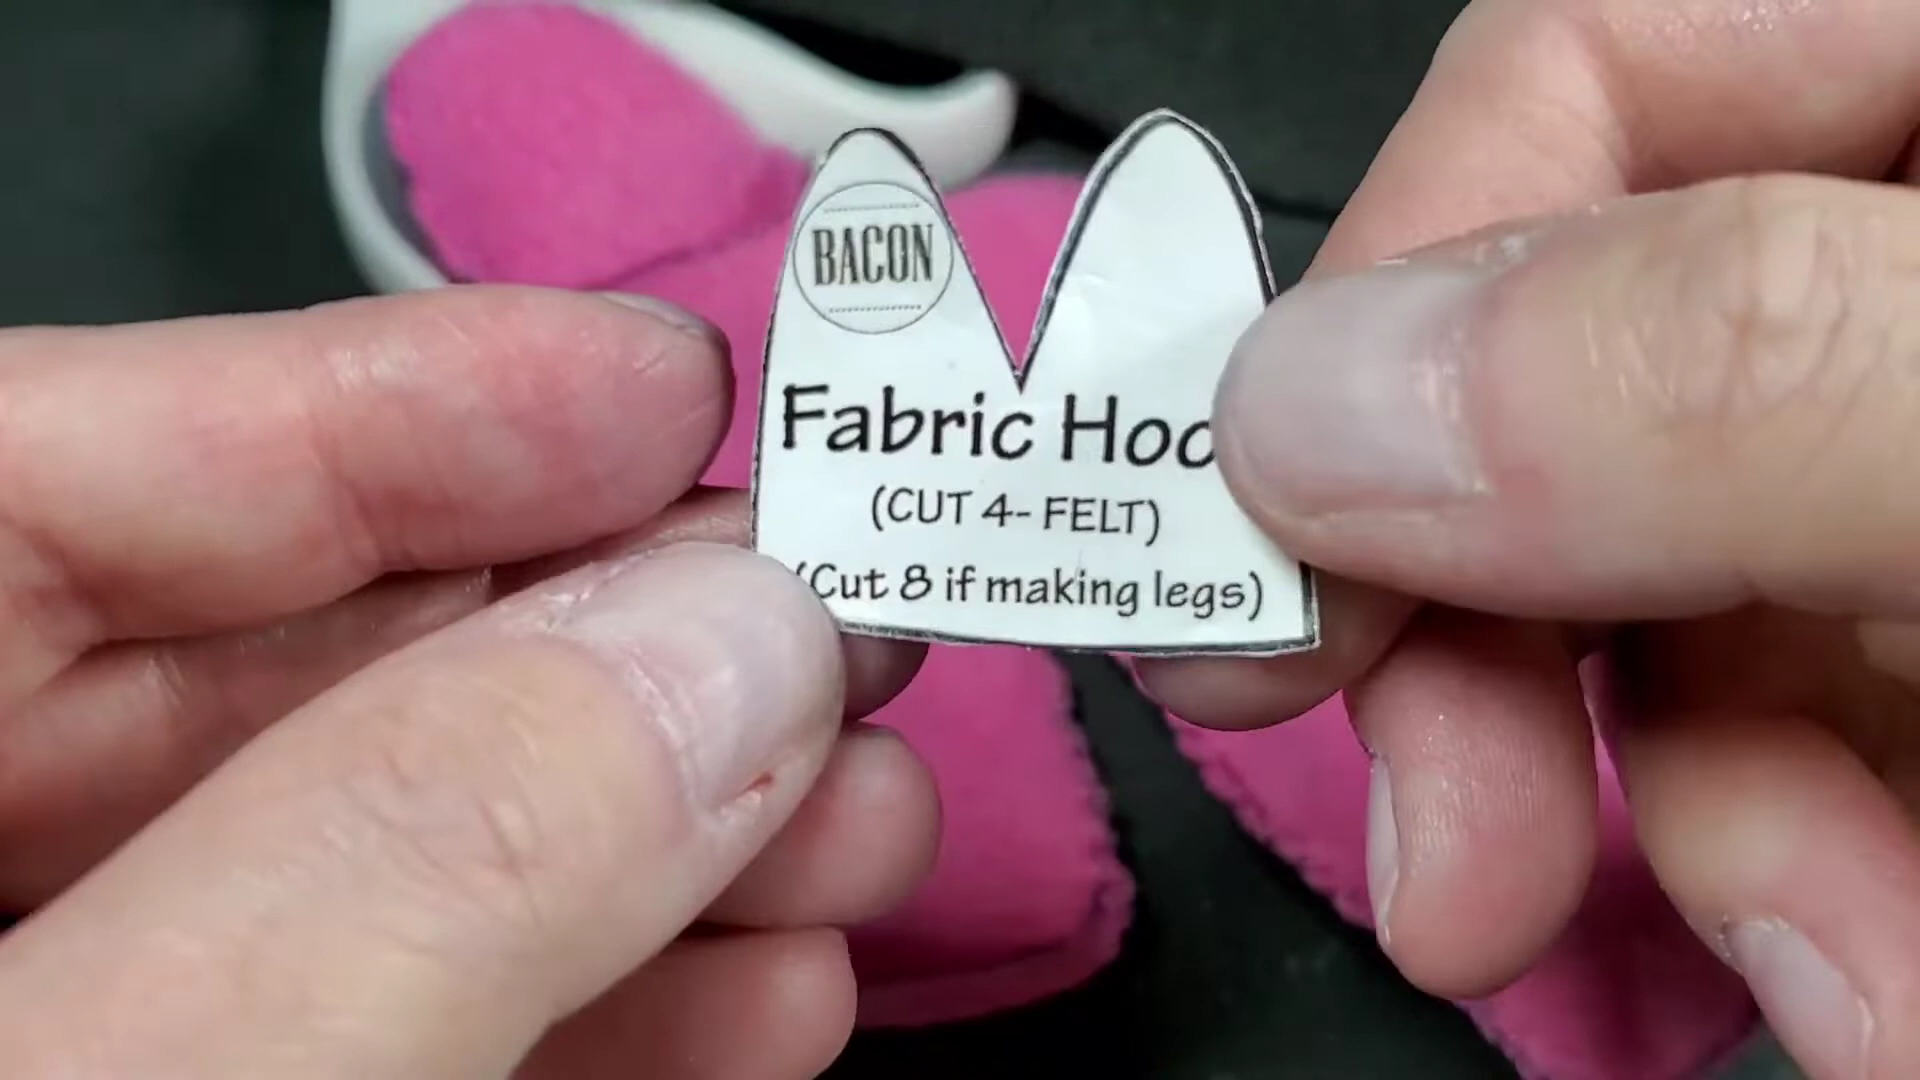 BACON
Fabric Hoo
(CUT 4- FELT)
(Cut 8 if making legs)